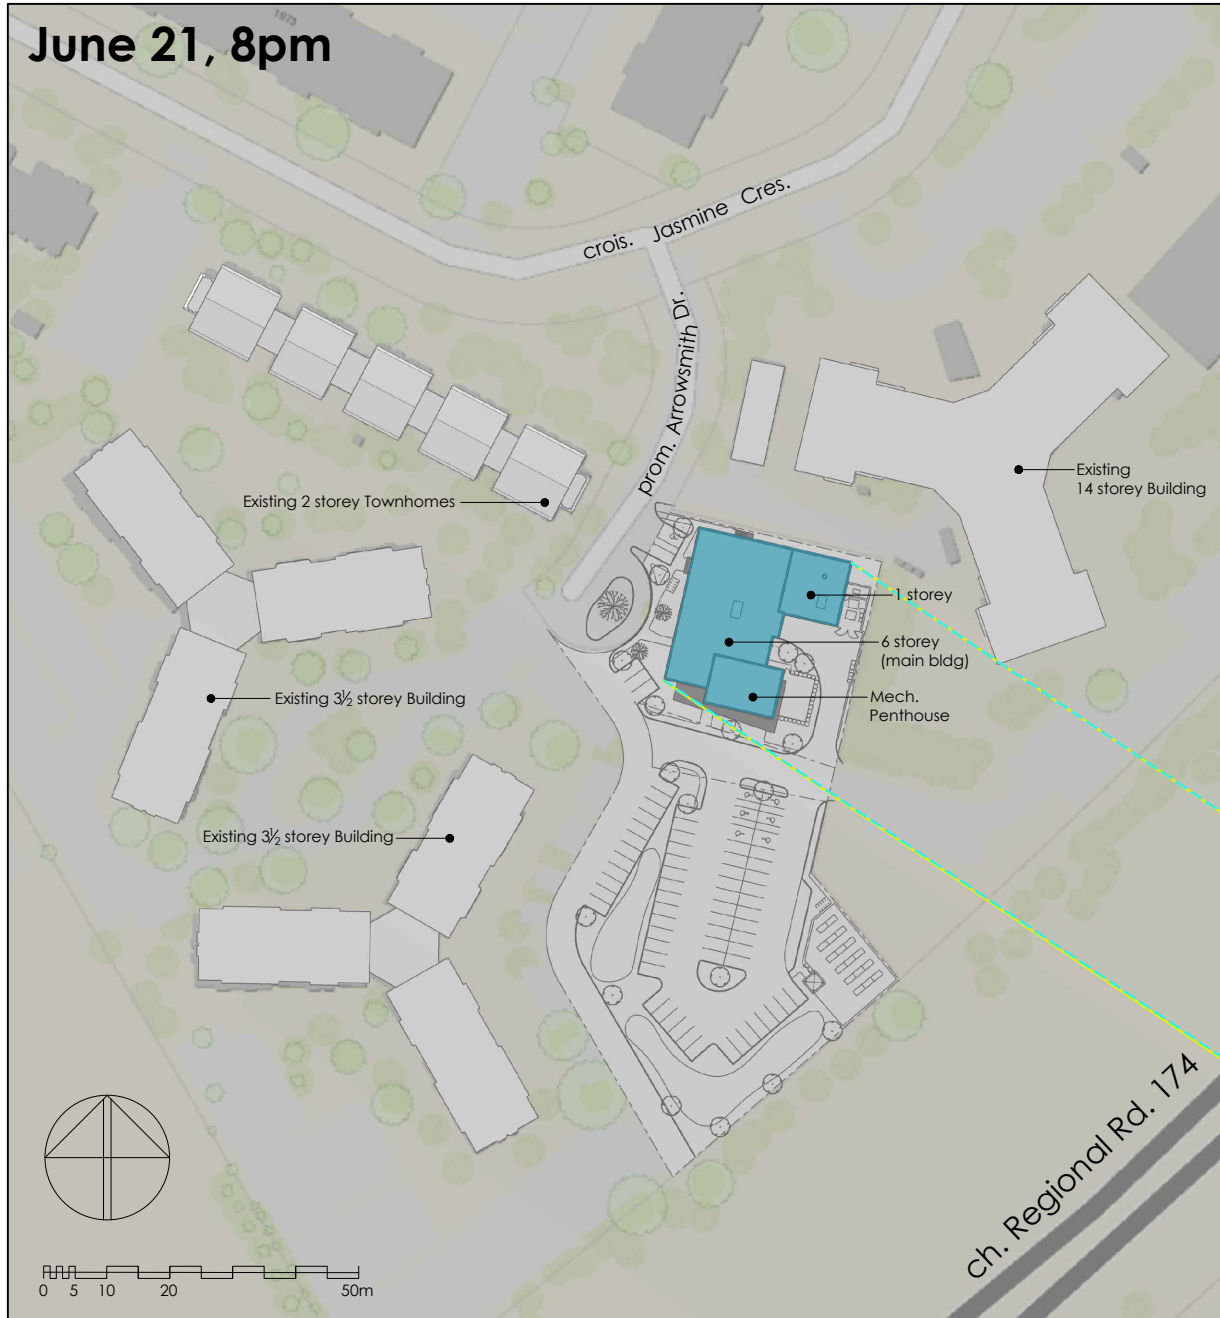 June 21, 8pm
1973
crois. Jasmine Cres.
prom. Arrowsmith Dr.
Existing
14 storey Building
Existing 2 storey Townhomes
1 storey
6 storey
(main bldg)
Mech.
Penthouse
Existing 3½ storey Building
Existing 3½ storey Building
ch. Regional Rd. 174
0 5 10 20 50m